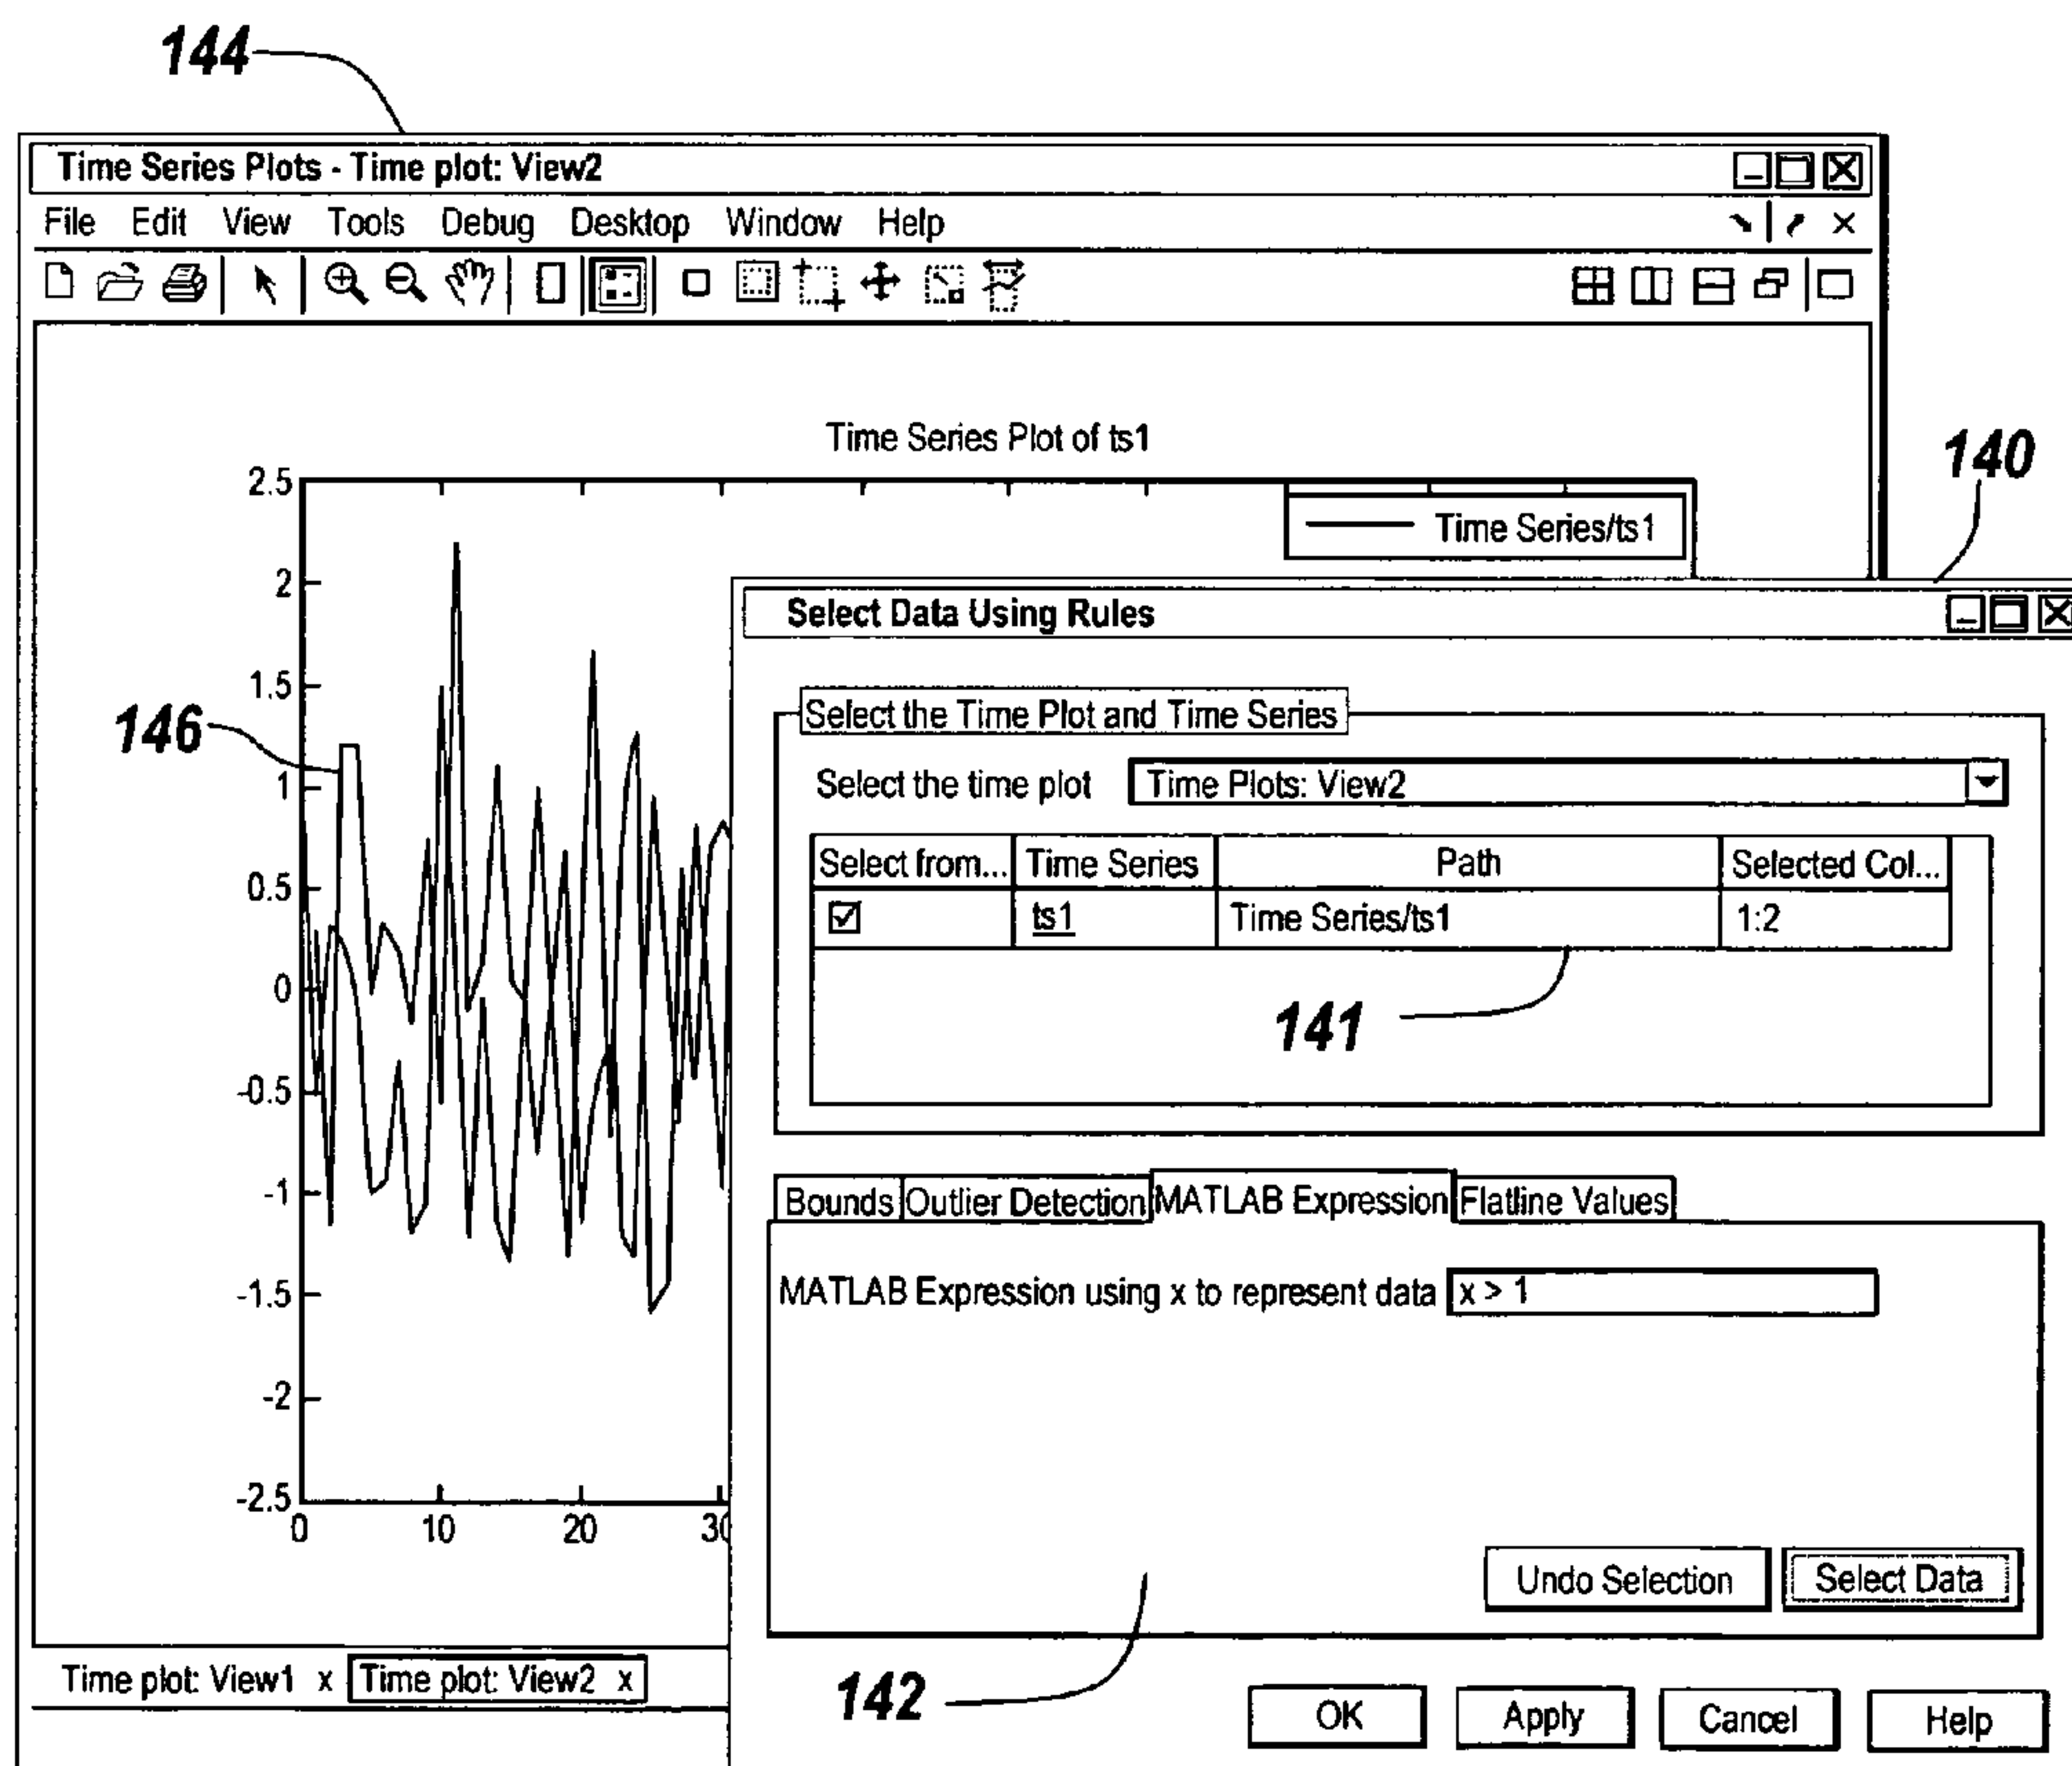 144
Time Series Plots - Time plot: View2
File Edit View Tools Debug Desktop Window Help
Time Series Plot of ts1
140
2.5
2
1.5
1
0.5
0
-0.5
-1
-1.5
-2
-2.5
0 10 20 30
146
Time Series/ts1
Select Data Using Rules
Select the Time Plot and Time Series
Select the time plot Time Plots: View2
Select from... Time Series Path Selected Col...
ts1 Time Series/ts1 1:2
141
Bounds Outlier Detection MATLAB Expression Flatline Values
MATLAB Expression using x to represent data x > 1
Undo Selection Select Data
Time plot: View1 x Time plot: View2 x
142
OK Apply Cancel Help